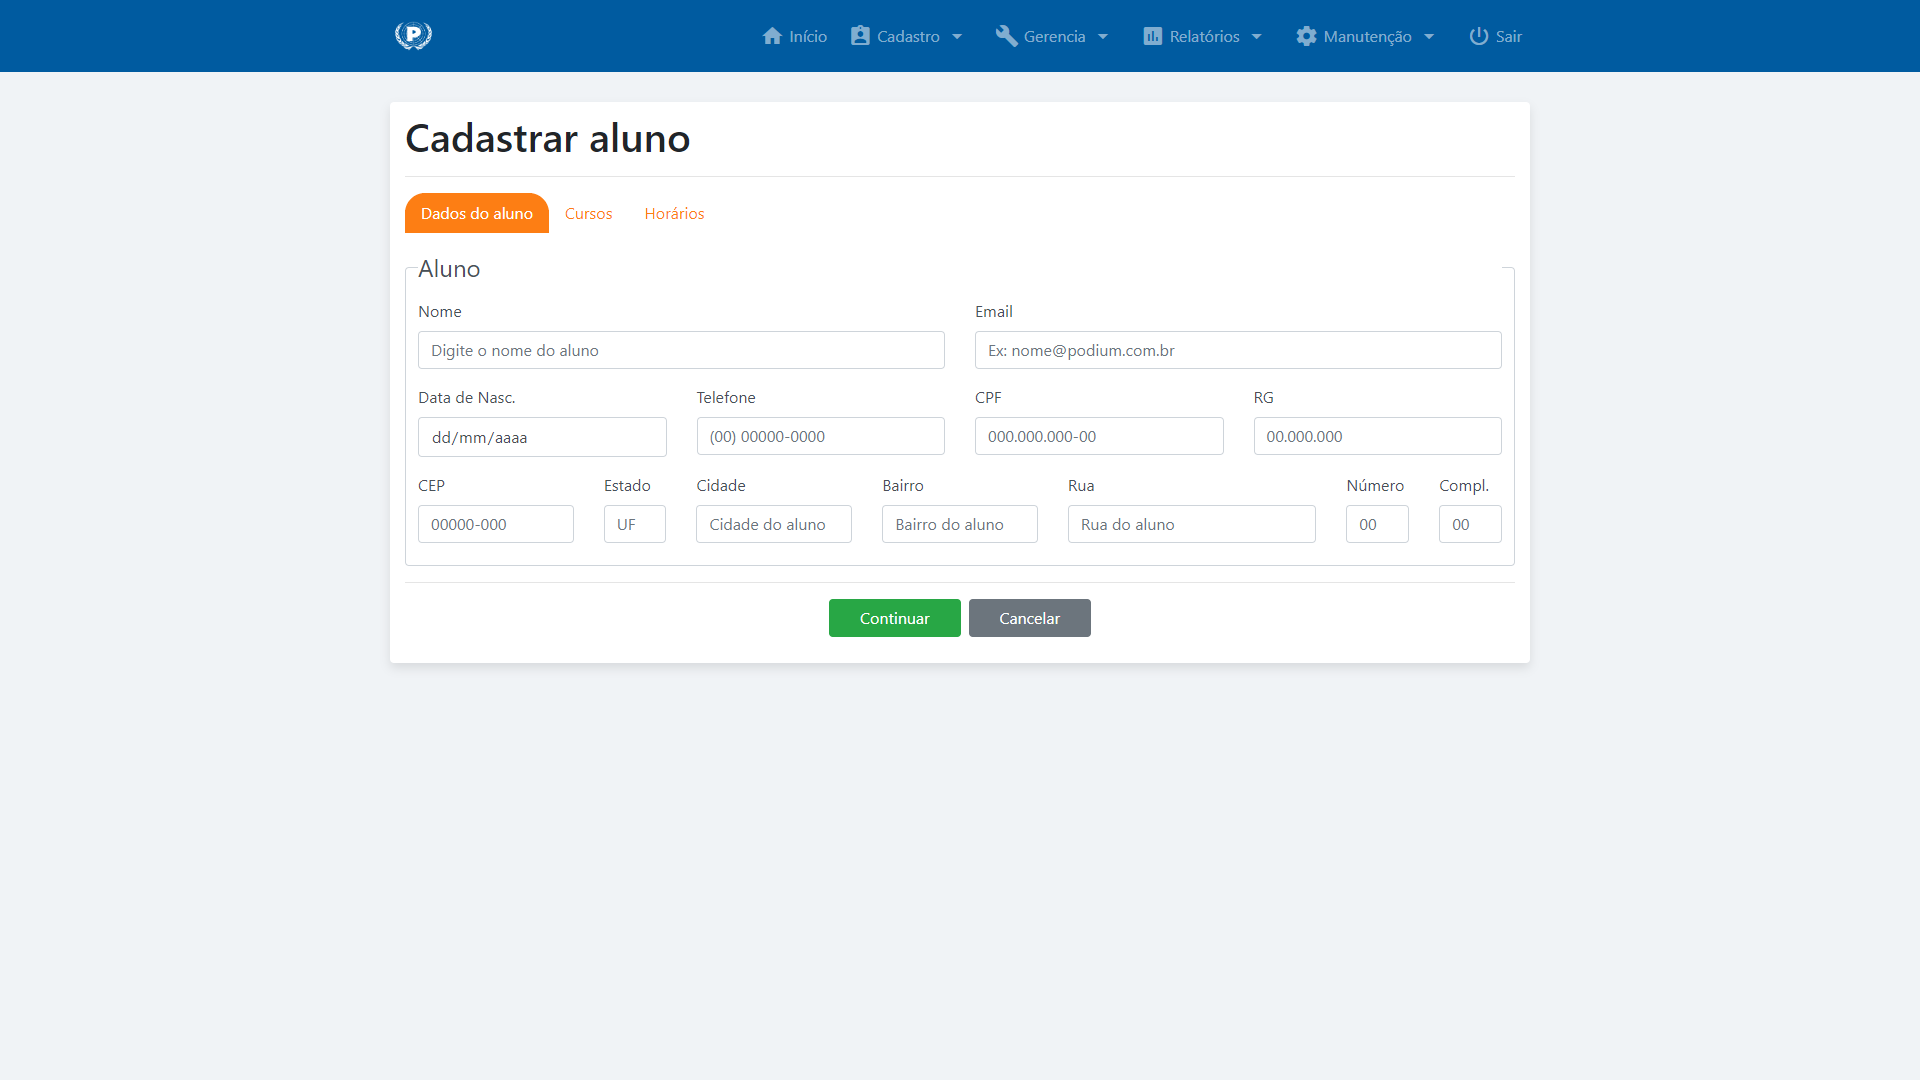 P
Início Cadastro Gerencia Relatórios Manutenção Sair
Cadastrar aluno
Dados do aluno Cursos Horários
Aluno
Nome Email
Digite o nome do aluno Ex: nome@podium.com.br
Data de Nasc. Telefone CPF RG
dd/mm/aaaa (00) 00000-0000 000.000.000-00 00.000.000
CEP Estado Cidade Bairro Rua Número Compl.
00000-000 UF Cidade do aluno Bairro do aluno Rua do aluno 00 00
Continuar Cancelar